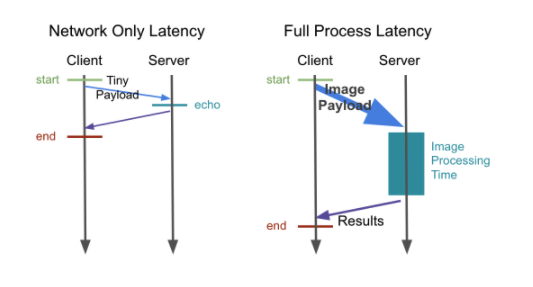 Network Only Latency
Client
Server
start
Tiny
Payload
echo
end
Full Process Latency
Client
Server
start
Image
Payload
Image
Processing
Time
Results
end